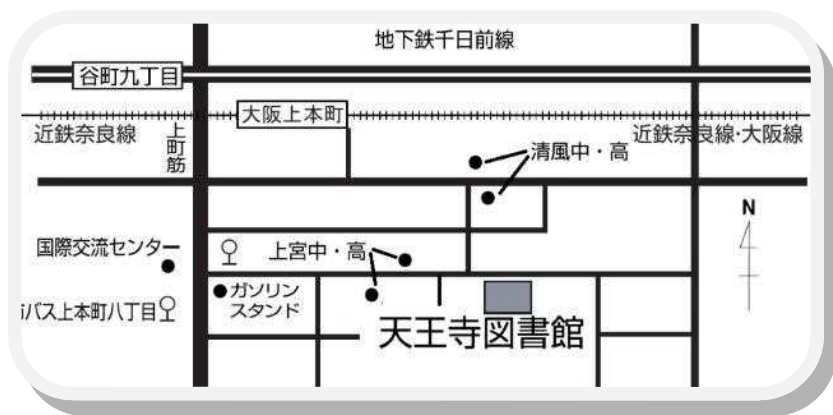 地下鉄千日前線
谷町九丁目
大阪上本町
近鉄奈良線
上町筋
近鉄奈良線・大阪線
清風中・高
N
国際交流センター
上宮中・高
ガソリン
スタンド
バス上本町八丁目
天王寺図書館